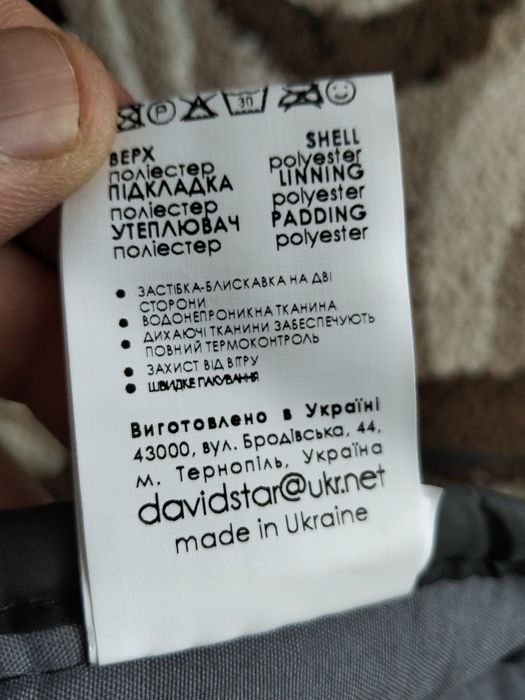 P 30
ВЕРХ SHELL
поліестер polyester
ПІДКЛАДКА LINNING
поліестер polyester
УТЕПЛЮВАЧ PADDING
поліестер polyester
• ЗАСТІБКА-БЛИСКАВКА НА ДВІ
СТОРОНИ
• ВОДОНЕПРОНИКНА ТКАНИНА
• ДИХАЮЧІ ТКАНИНИ ЗАБЕСПЕЧУЮТЬ
ПОВНИЙ ТЕРМОКОНТРОЛЬ
• ЗАХИСТ ВІД ВІТРУ
• ШВИДКЕ ПАКУВАННЯ
Виготовлено в Україні
43000, вул. Бродівська, 44,
м. Тернопіль, Україна
davidstar@ukr.net
made in Ukraine